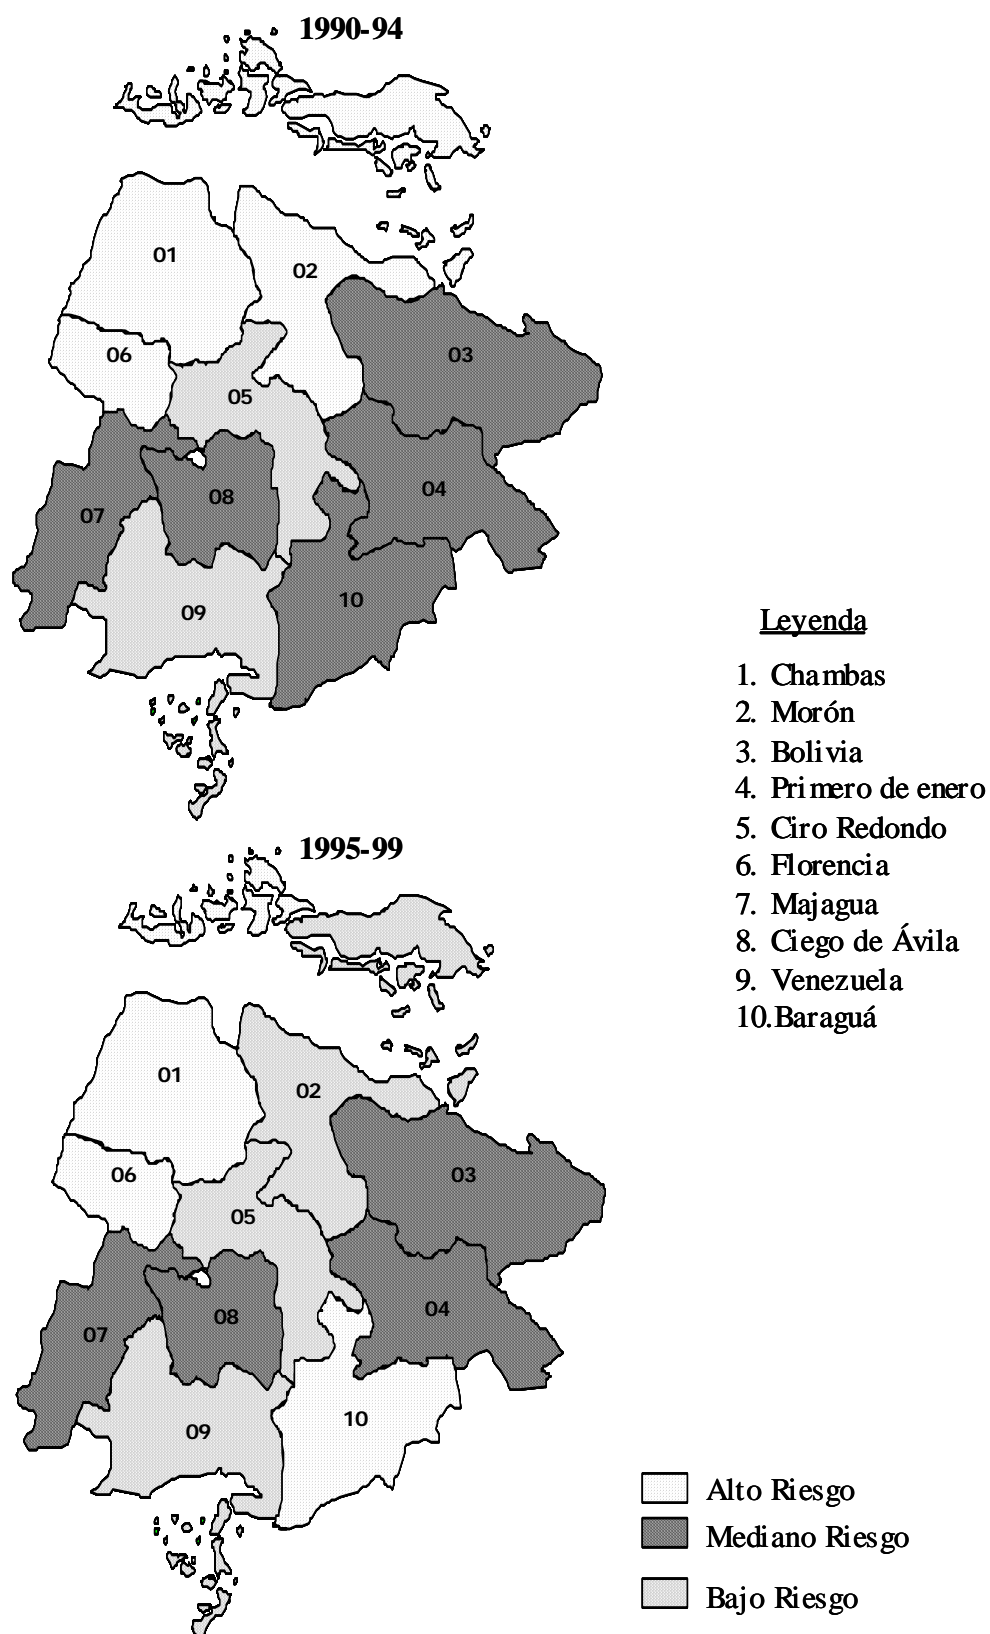 1990-94
01
02
03
06
05
04
08
07
10
09
Leyenda
1. Chambas
2. Morón
3. Bolivia
4. Primero de enero
5. Ciro Redondo
6. Florencia
7. Majagua
8. Ciego de Ávila
9. Venezuela
10.Baraguá
1995-99
01
02
03
06
05
04
08
07
10
09
Alto Riesgo
Mediano Riesgo
Bajo Riesgo